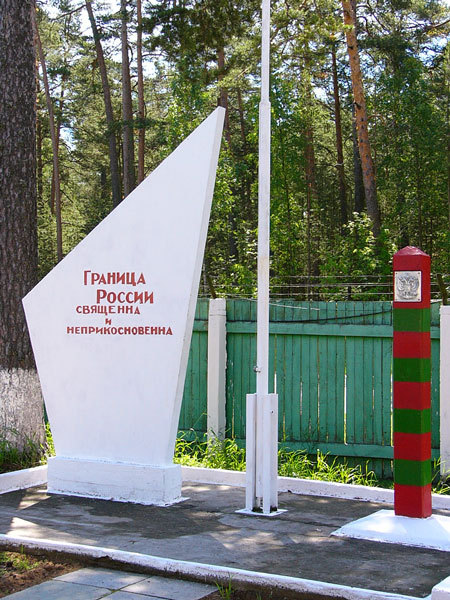 Граница
России
священна
и
неприкосновенна